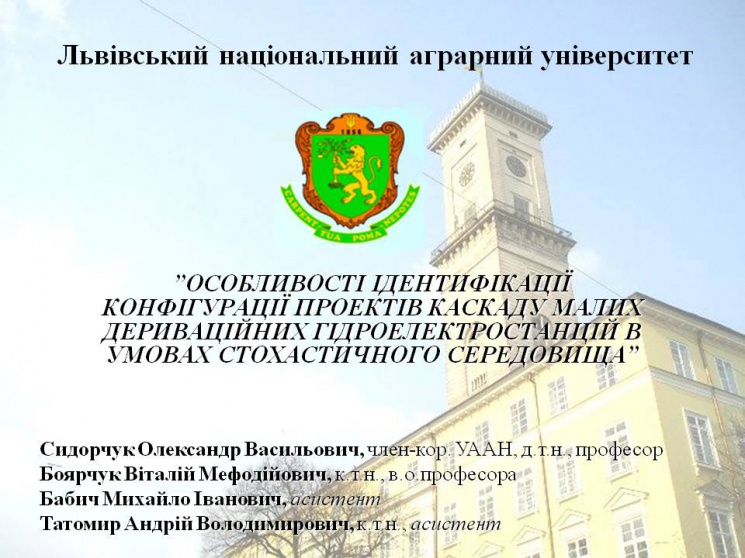 Львівський національний аграрний університет
1856
CARPENT TUA POMA NEPOTES
”ОСОБЛИВОСТІ ІДЕНТИФІКАЦІЇ
КОНФІГУРАЦІЇ ПРОЕКТІВ КАСКАДУ МАЛИХ
ДЕРИВАЦІЙНИХ ГІДРОЕЛЕКТРОСТАНЦІЙ В
УМОВАХ СТОХАСТИЧНОГО СЕРЕДОВИЩА”
Сидорчук Олександр Васильович, член-кор. УААН, д.т.н., професор
Боярчук Віталій Мефодійович, к.т.н., в.о.професора
Бабич Михайло Іванович, асистент
Татомир Андрій Володимирович, к.т.н., асистент